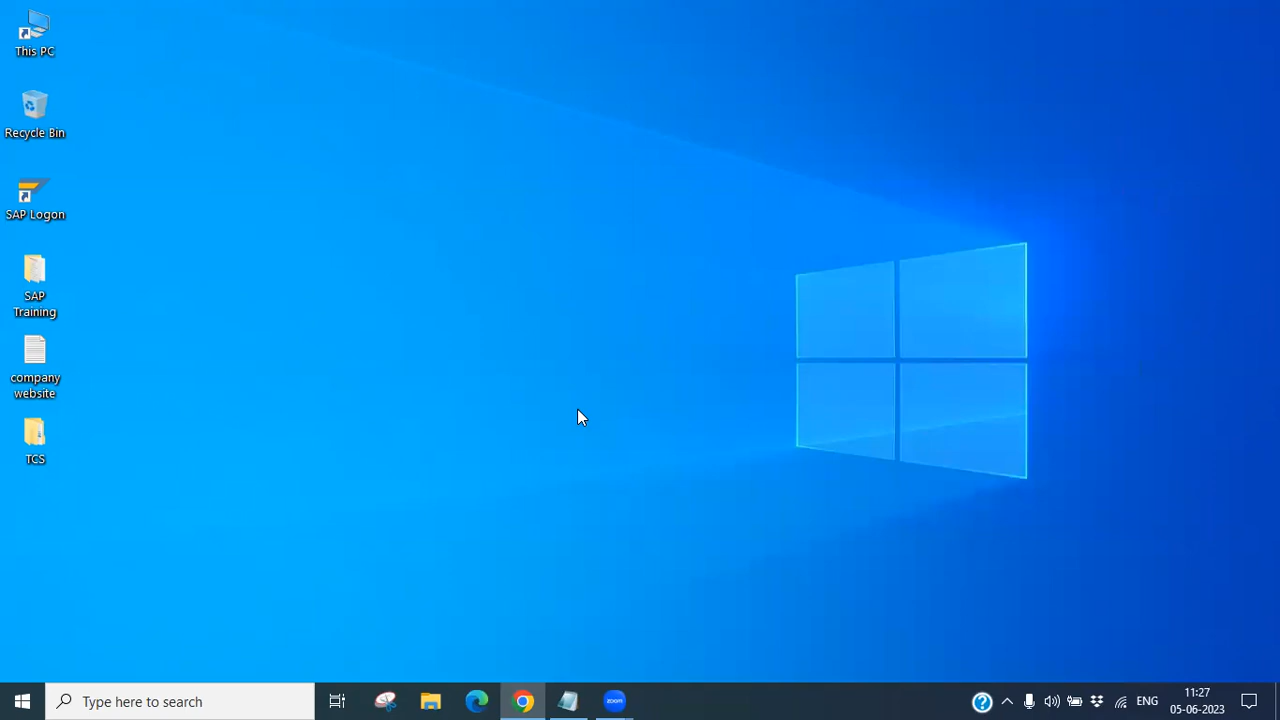 This PC
Recycle Bin
SAP Logon
SAP
Training
company
website
TCS
Type here to search
zoom
ENG
11:27
05-06-2023